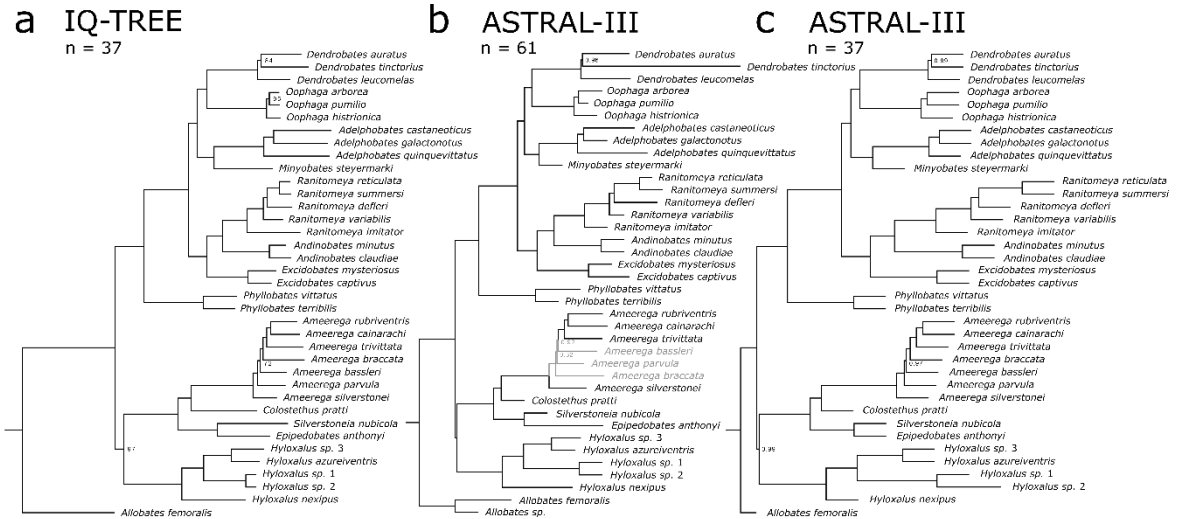 a IQ-TREE
n = 37
Dendrobates auratus
Dendrobates tinctorius
Dendrobates leucomelas
Oophaga arborea
Oophaga pumilio
Oophaga histrionica
Adelphobates castaneoticus
Adelphobates galactonotus
Adelphobates quinquevittatus
Minyobates steyermarki
Ranitomeya reticulata
Ranitomeya summersi
Ranitomeya defleri
Ranitomeya variabilis
Ranitomeya imitator
Andinobates minutus
Andinobates claudiae
Excidobates mysteriosus
Excidobates captivus
Phyllobates vittatus
Phyllobates terribilis
Ameerega rubriventris
Ameerega cainarachi
Ameerega trivittata
Ameerega braccata
72
Ameerega bassleri
Ameerega parvula
Ameerega silverstonei
Colostethus pratti
Silverstoneia nubicola
Epipedobates anthonyi
Hyloxalus sp. 3
97
Hyloxalus azureiventris
Hyloxalus sp. 1
Hyloxalus sp. 2
Hyloxalus nexipus
Allobates femoralis
b ASTRAL-III
n = 61
Dendrobates auratus
Dendrobates tinctorius
Dendrobates leucomelas
Oophaga arborea
Oophaga pumilio
Oophaga histrionica
Adelphobates castaneoticus
Adelphobates galactonotus
Adelphobates quinquevittatus
Minyobates steyermarki
Ranitomeya reticulata
Ranitomeya summersi
Ranitomeya defleri
Ranitomeya variabilis
Ranitomeya imitator
Andinobates minutus
Andinobates claudiae
Excidobates mysteriosus
Excidobates captivus
Phyllobates vittatus
Phyllobates terribilis
Ameerega rubriventris
Ameerega cainarachi
Ameerega trivittata
Ameerega bassleri
Ameerega parvula
Ameerega braccata
Ameerega silverstonei
Colostethus pratti
Silverstoneia nubicola
Epipedobates anthonyi
Hyloxalus sp. 3
Hyloxalus azureiventris
Hyloxalus sp. 1
Hyloxalus sp. 2
Hyloxalus nexipus
Allobates femoralis
Allobates sp.
c ASTRAL-III
n = 37
Dendrobates auratus
0.89
Dendrobates tinctorius
Dendrobates leucomelas
Oophaga arborea
Oophaga pumilio
Oophaga histrionica
Adelphobates castaneoticus
Adelphobates galactonotus
Adelphobates quinquevittatus
Minyobates steyermarki
Ranitomeya reticulata
Ranitomeya summersi
Ranitomeya defleri
Ranitomeya variabilis
Ranitomeya imitator
Andinobates minutus
Andinobates claudiae
Excidobates mysteriosus
Excidobates captivus
Phyllobates vittatus
Phyllobates terribilis
Ameerega rubriventris
Ameerega cainarachi
Ameerega trivittata
Ameerega braccata
0.97
Ameerega bassleri
Ameerega parvula
Ameerega silverstonei
Colostethus pratti
Silverstoneia nubicola
Epipedobates anthonyi
Hyloxalus sp. 3
0.99
Hyloxalus azureiventris
Hyloxalus sp. 1
Hyloxalus sp. 2
Hyloxalus nexipus
Allobates femoralis